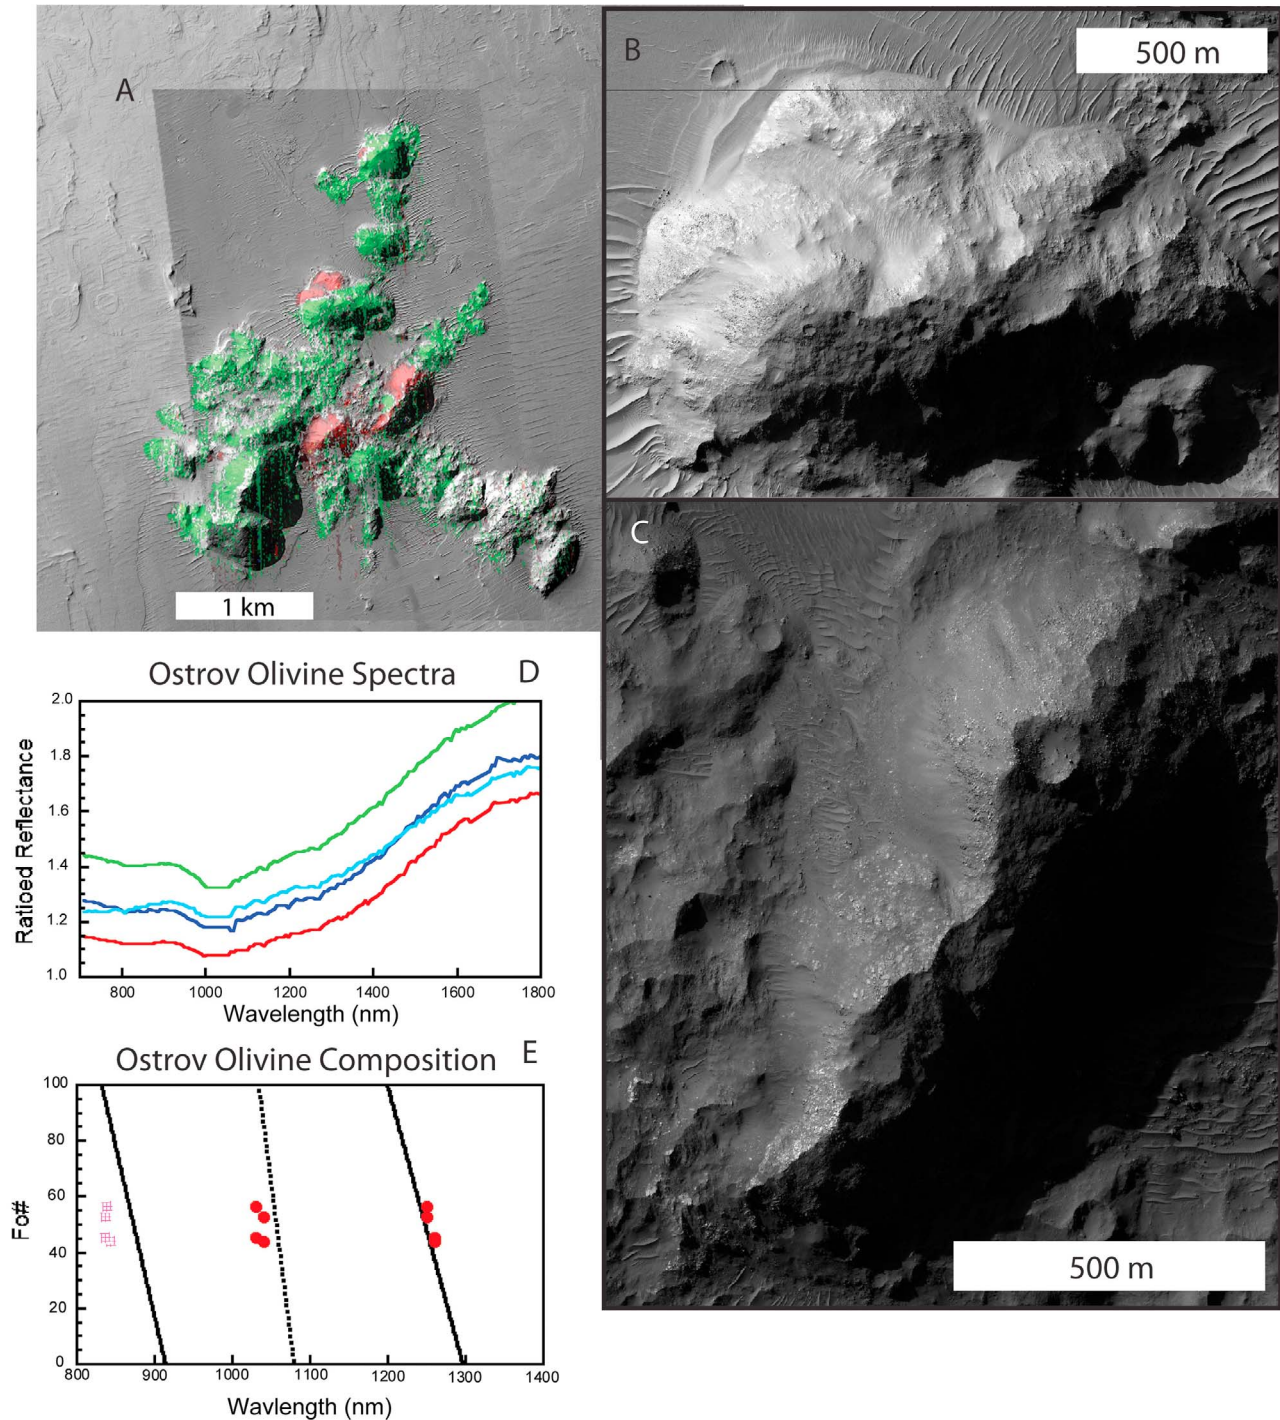 A
1 km
B
500 m
C
500 m
Ostrov Olivine Spectra D
2.0
1.8
1.6
1.4
1.2
1.0
Ratioed Reflectance
800 1000 1200 1400 1600 1800
Wavelength (nm)
Ostrov Olivine Composition E
100
80
60
40
20
0
Fo#
800 900 1000 1100 1200 1300 1400
Wavlength (nm)